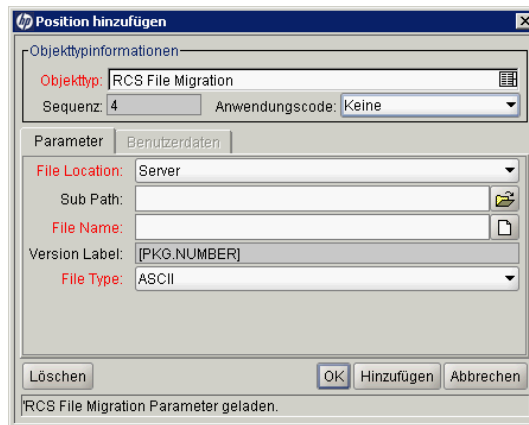 hp Position hinzufügen
Objekttypinformationen
Objekttyp: RCS File Migration
Sequenz: 4 Anwendungscode: Keine
Parameter Benutzerdaten
File Location: Server
Sub Path:
File Name:
Version Label: [PKG.NUMBER]
File Type: ASCII
Löschen OK Hinzufügen Abbrechen
'RCS File Migration Parameter geladen.